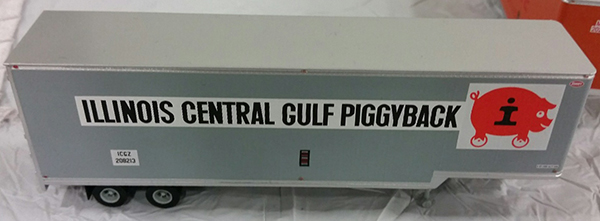 ILLINOIS CENTRAL GULF PIGGYBACK
i
ICGZ
208213